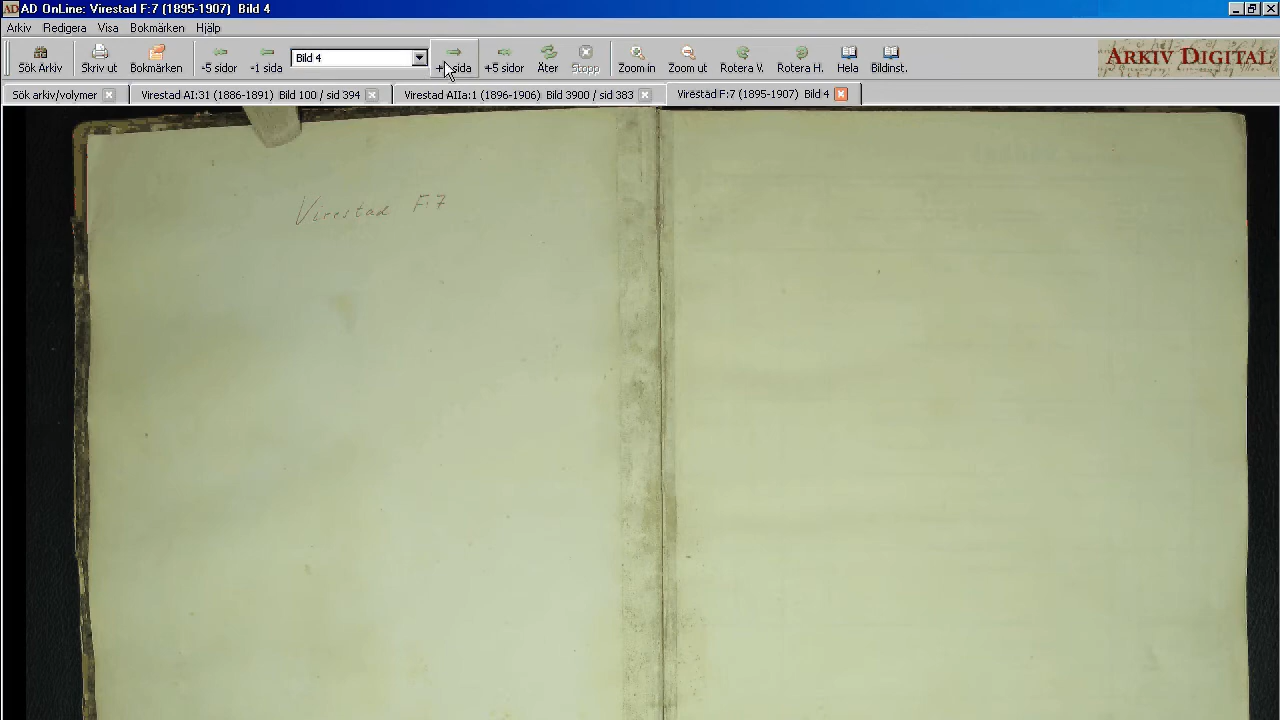 AD AD OnLine: Virestad F:7 (1895-1907) Bild 4
Arkiv Redigera Visa Bokmärken Hjälp
Sök Arkiv Skriv ut Bokmärken -5 sidor -1 sida Bild 4 +5 sidor Åter Stopp Zoom in Zoom ut Rotera V. Rotera H. Hela Bildinst. ARKIV DIGITAL
Sök arkiv/volymer Virestad AI:31 (1886-1891) Bild 100 / sid 394 Virestad AIIa:1 (1896-1906) Bild 3900 / sid 383 Virestad F:7 (1895-1907) Bild 4
Virestad F:7